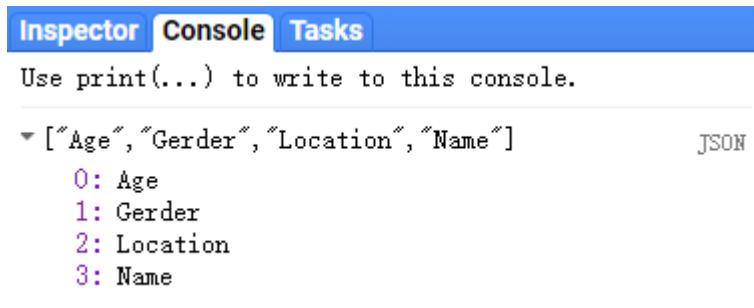 Inspector Console Tasks
Use print(...) to write to this console.
["Age","Gerder","Location","Name"] JSON
0: Age
1: Gerder
2: Location
3: Name